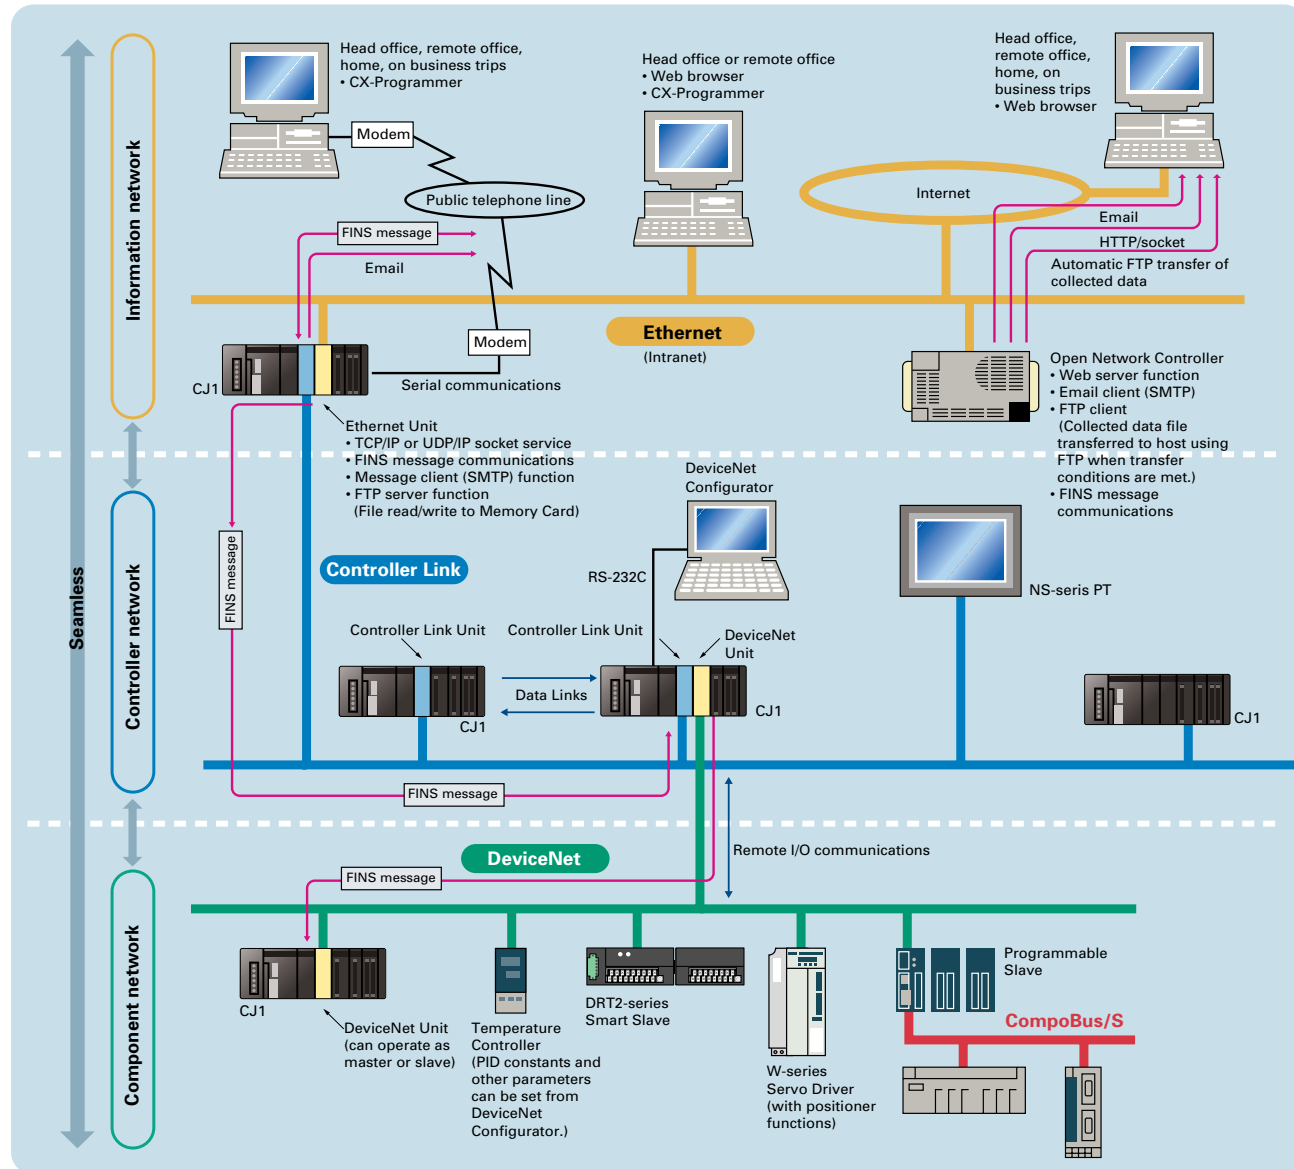 Seamless
Information network
Controller network
Component network
Head office, remote office,
home, on business trips
• CX-Programmer
Modem
Public telephone line
FINS message
Email
Modem
Serial communications
CJ1
Head office or remote office
• Web browser
• CX-Programmer
Head office,
remote office,
home, on
business trips
• Web browser
Internet
Email
HTTP/socket
Automatic FTP transfer of
collected data
Ethernet
(Intranet)
Ethernet Unit
• TCP/IP or UDP/IP socket service
• FINS message communications
• Message client (SMTP) function
• FTP server function
(File read/write to Memory Card)
Open Network Controller
• Web server function
• Email client (SMTP)
• FTP client
(Collected data file
transferred to host using
FTP when transfer
conditions are met.)
• FINS message
communications
FINS message
Controller Link
DeviceNet
Configurator
RS-232C
NS-seris PT
Controller Link Unit
Controller Link Unit
DeviceNet
Unit
Data Links
CJ1
CJ1
CJ1
FINS message
Remote I/O communications
DeviceNet
FINS message
CJ1
DeviceNet Unit
(can operate as
master or slave)
Temperature
Controller
(PID constants and
other parameters
can be set from
DeviceNet
Configurator.)
DRT2-series
Smart Slave
W-series
Servo Driver
(with positioner
functions)
Programmable
Slave
CompoBus/S